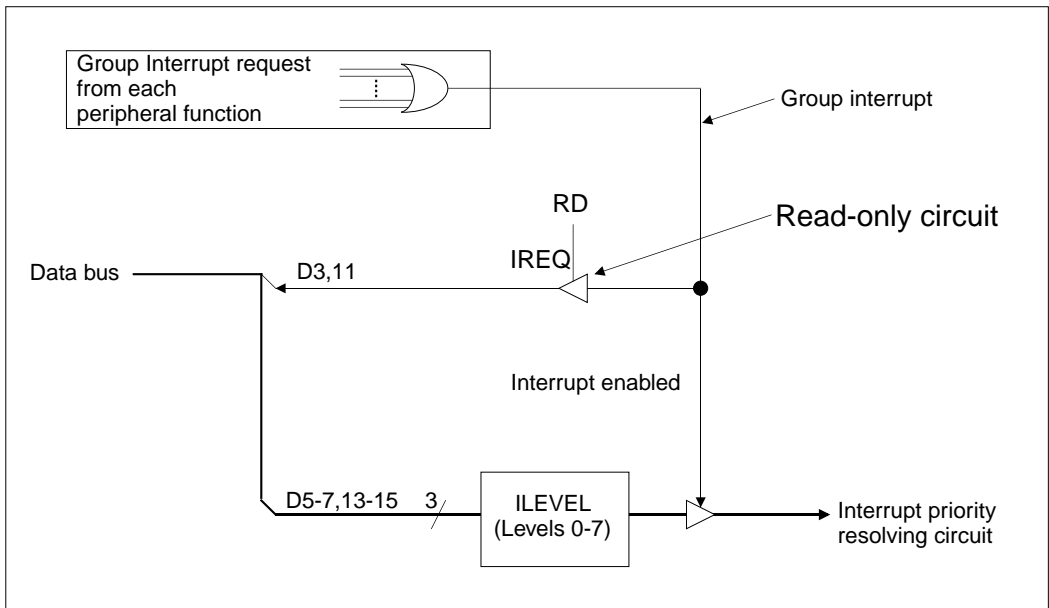 Group Interrupt request
from each
peripheral function
Group interrupt
RD
Read-only circuit
IREQ
Data bus
D3,11
Interrupt enabled
D5-7,13-15
3
ILEVEL
(Levels 0-7)
Interrupt priority
resolving circuit